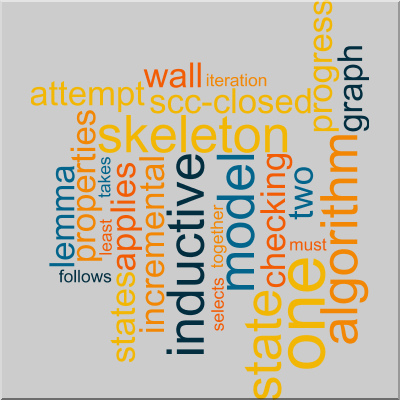 progress
graph
wall
iteration
attempt
scc-closed
skeleton
properties
lemma
takes
least
applies
follows
states
incremental
inductive
together
selects
model
checking
two
must
algorithm
state
one